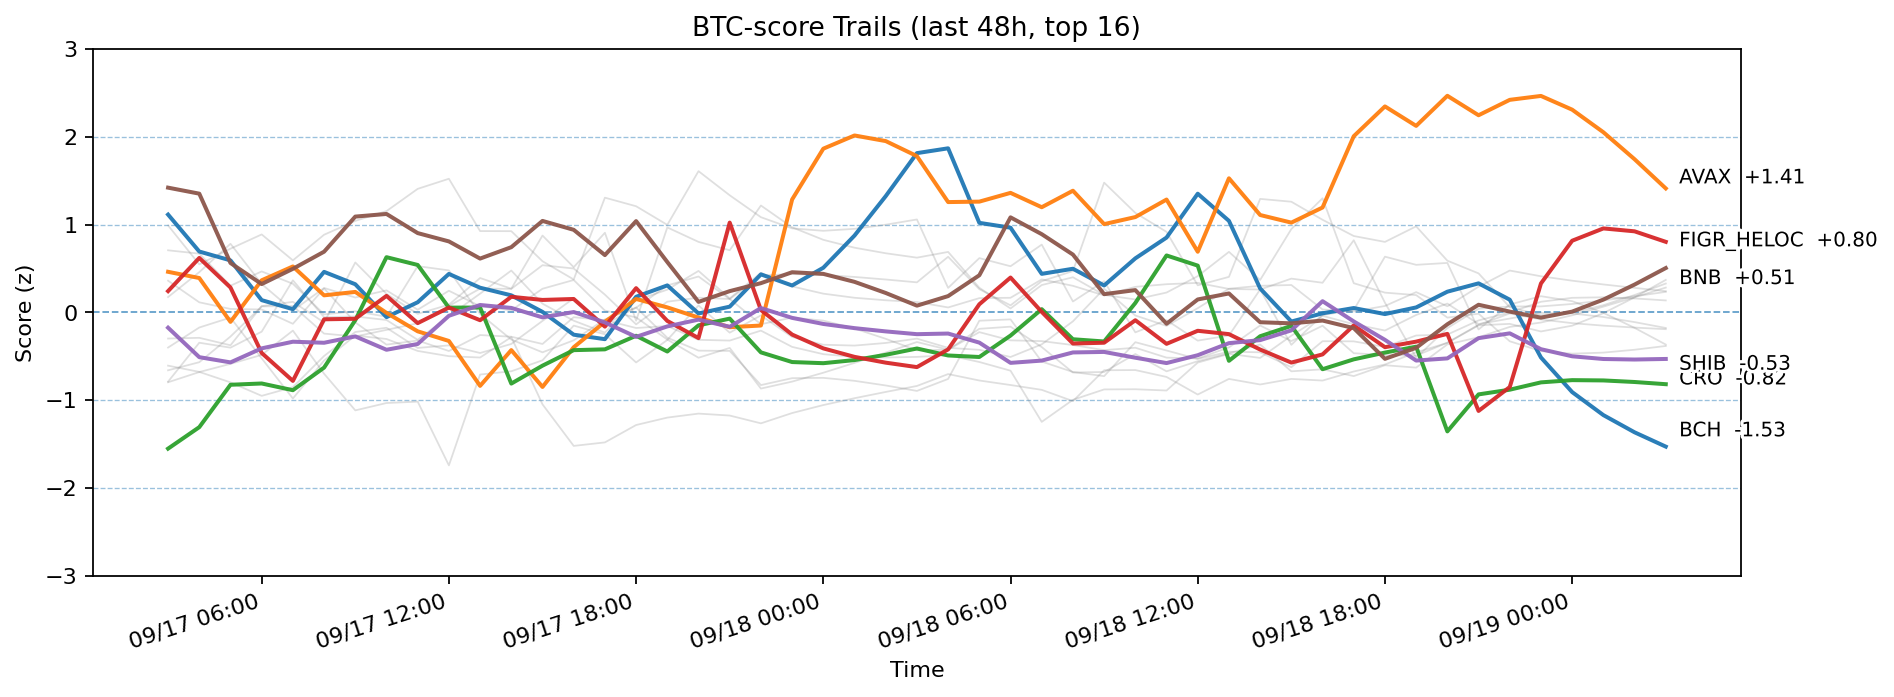 BTC-score Trails (last 48h, top 16)
Score (z)
3
2
1
0
−1
−2
−3
AVAX +1.41
FIGR_HELOC +0.80
BNB +0.51
SHIB -0.53
CRO -0.82
BCH -1.53
09/17 06:00
09/17 12:00
09/17 18:00
09/18 00:00
09/18 06:00
09/18 12:00
09/18 18:00
09/19 00:00
Time